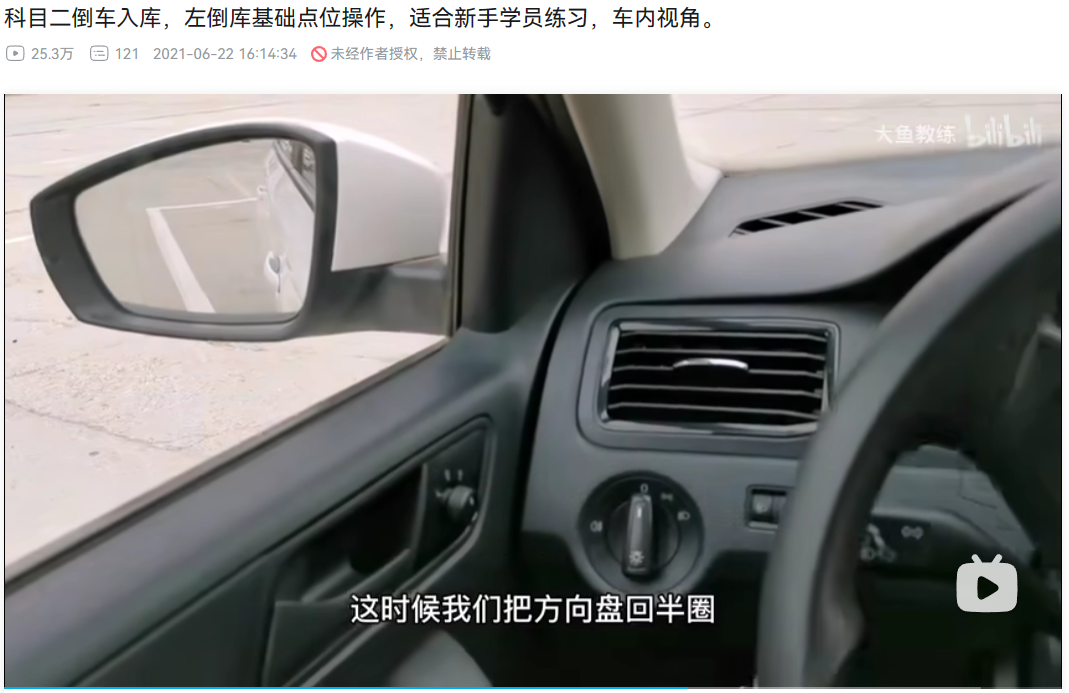 科目二倒车入库，左倒库基础点位操作，适合新手学员练习，车内视角。
25.3万 121 2021-06-22 16:14:34 未经作者授权，禁止转载
大鱼教练 bilibili
这时候我们把方向盘回半圈